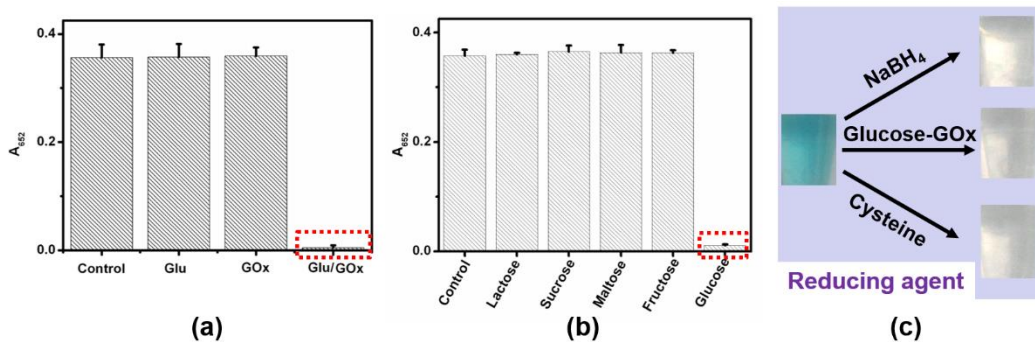 0.4
0.2
0.0
A₆₅₂
Control
Glu
GOx
Glu/GOx
(a)
0.4
0.2
0.0
A₆₅₂
Control
Lactose
Sucrose
Maltose
Fructose
Glucose
(b)
NaBH₄
Glucose-GOx
Cysteine
Reducing agent
(c)